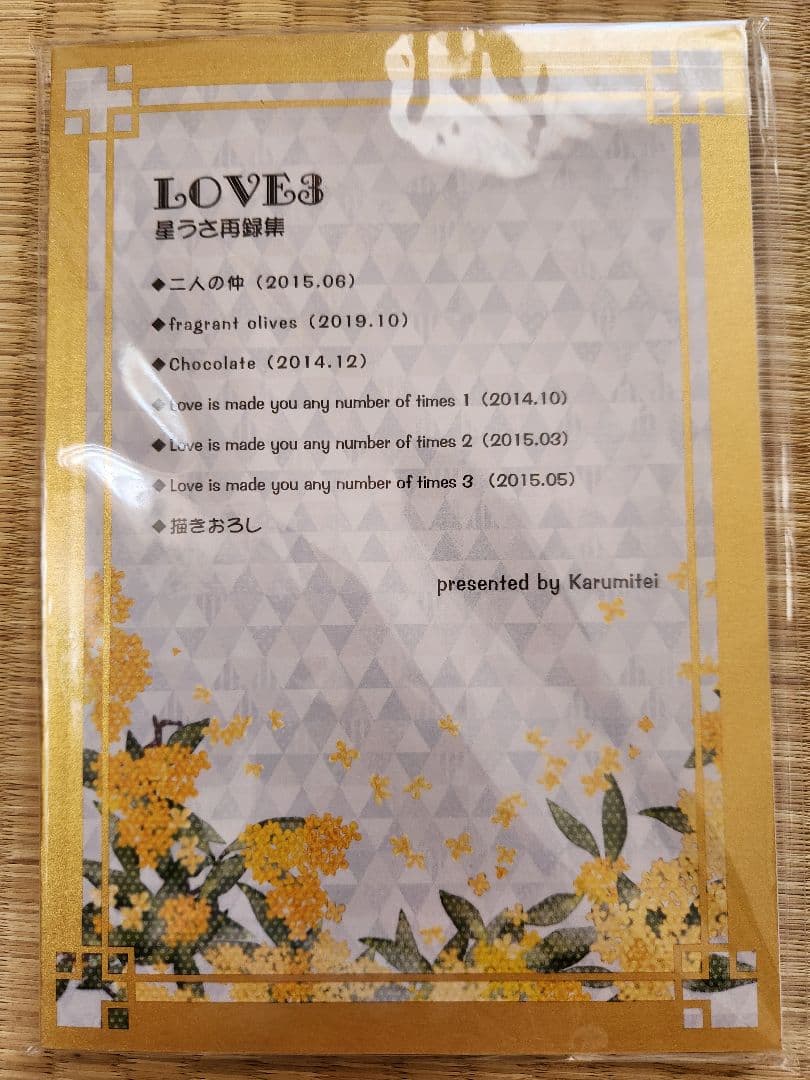 LOVE3
星うさ再録集
◆二人の仲（2015.06）
◆fragrant olives（2019.10）
◆Chocolate（2014.12）
◆Love is made you any number of times 1（2014.10）
◆Love is made you any number of times 2（2015.03）
◆Love is made you any number of times 3 （2015.05）
◆描きおろし
presented by Karumitei